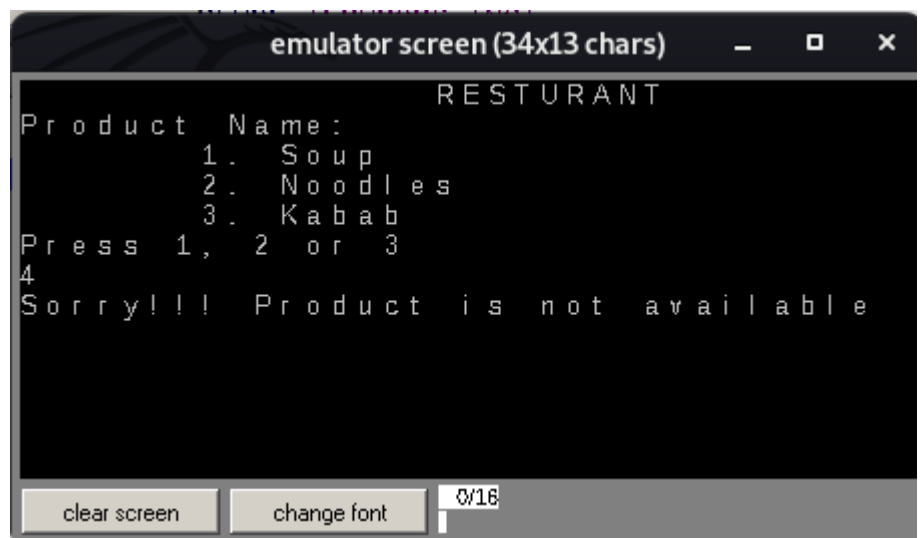 emulator screen (34x13 chars)
RESTURANT
Product Name:
1. Soup
2. Noodles
3. Kabab
Press 1, 2 or 3
4
Sorry!!! Product is not available
clear screen
change font
0/16